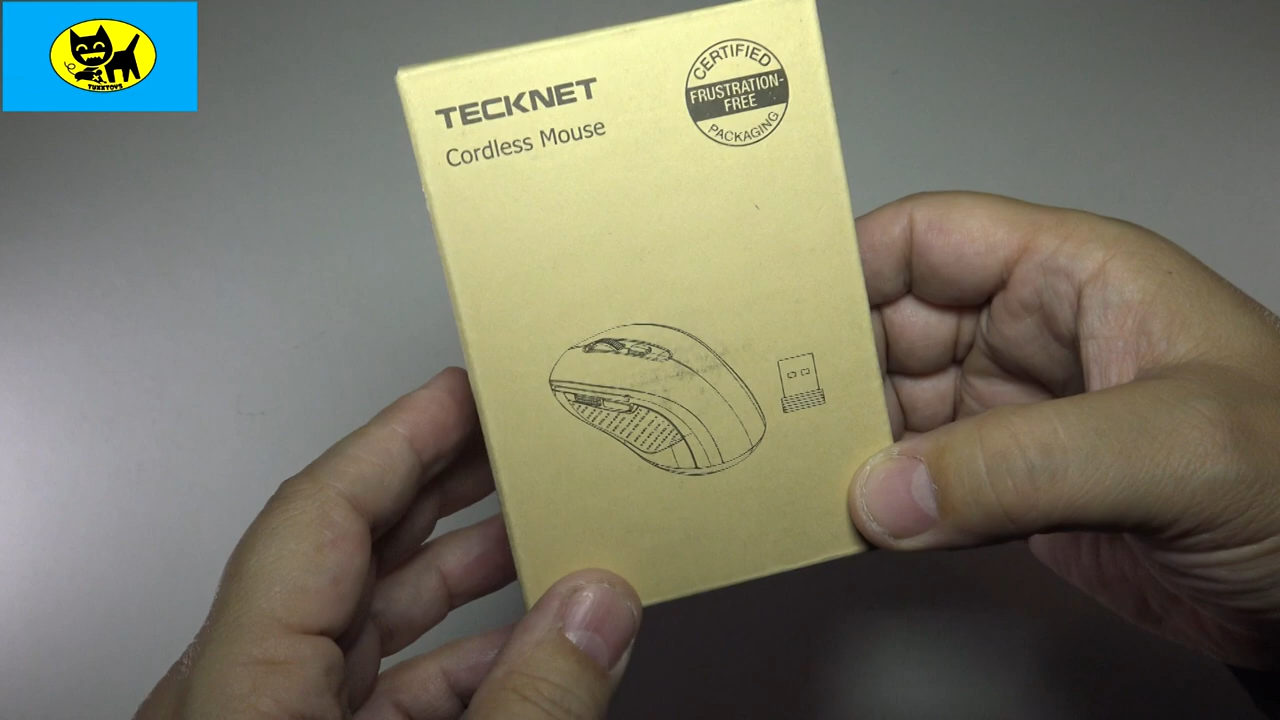 TECKNET
Cordless Mouse
CERTIFIED
FRUSTRATION-
FREE
PACKAGING